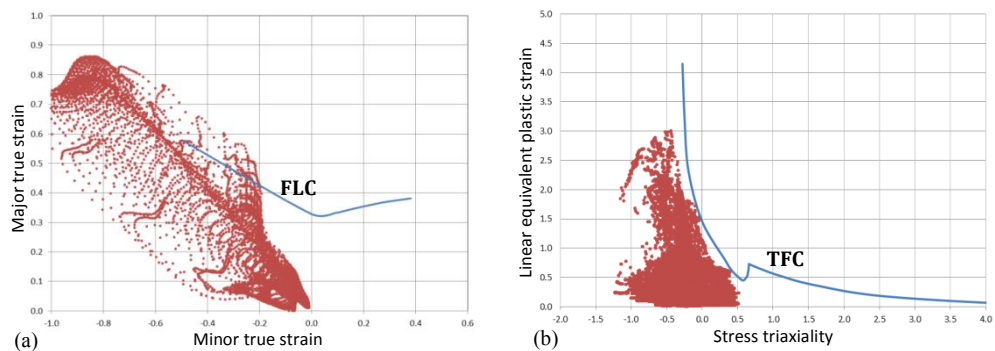 1.0
0.9
0.8
0.7
0.6
0.5
0.4
0.3
0.2
0.1
0.0
Major true strain
FLC
-1.0 -0.8 -0.6 -0.4 -0.2 0.0 0.2 0.4 0.6
(a) Minor true strain
5.0
4.5
4.0
3.5
3.0
2.5
2.0
1.5
1.0
0.5
0.0
Linear equivalent plastic strain
TFC
-2.0 -1.5 -1.0 -0.5 0.0 0.5 1.0 1.5 2.0 2.5 3.0 3.5 4.0
(b) Stress triaxiality